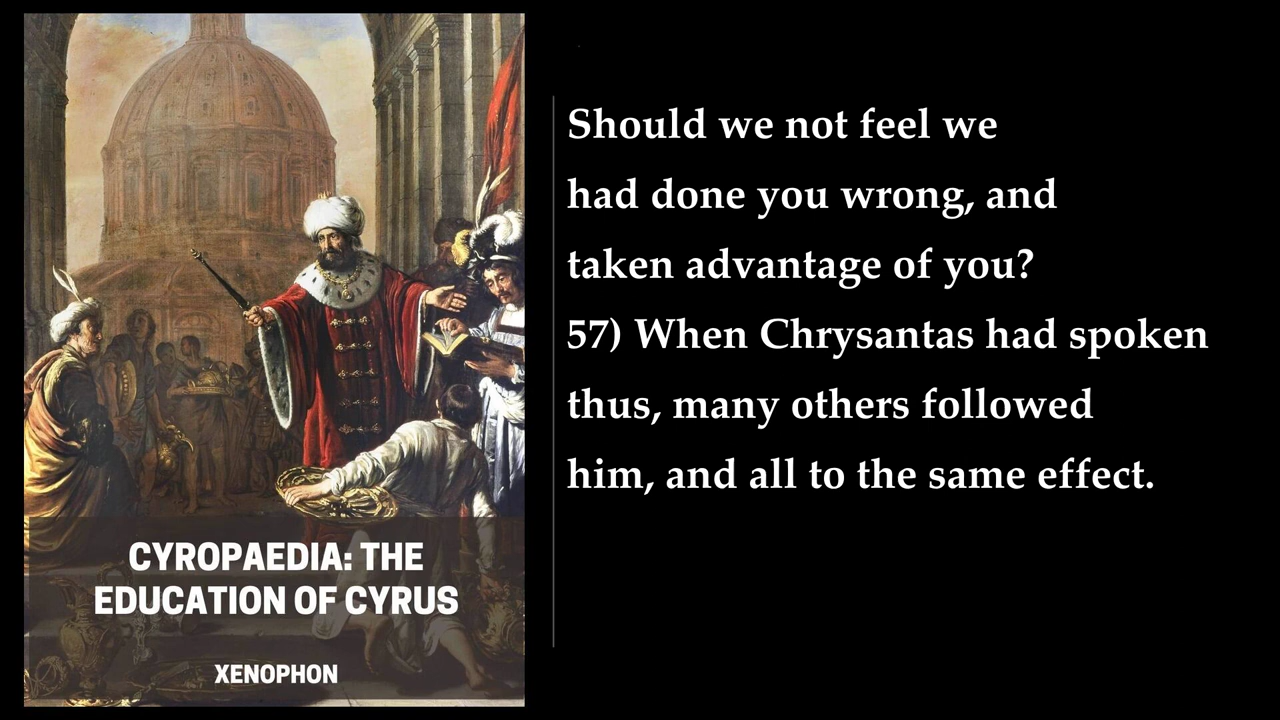 CYROPAEDIA: THE
EDUCATION OF CYRUS
XENOPHON
Should we not feel we
had done you wrong, and
taken advantage of you?
57) When Chrysantas had spoken
thus, many others followed
him, and all to the same effect.